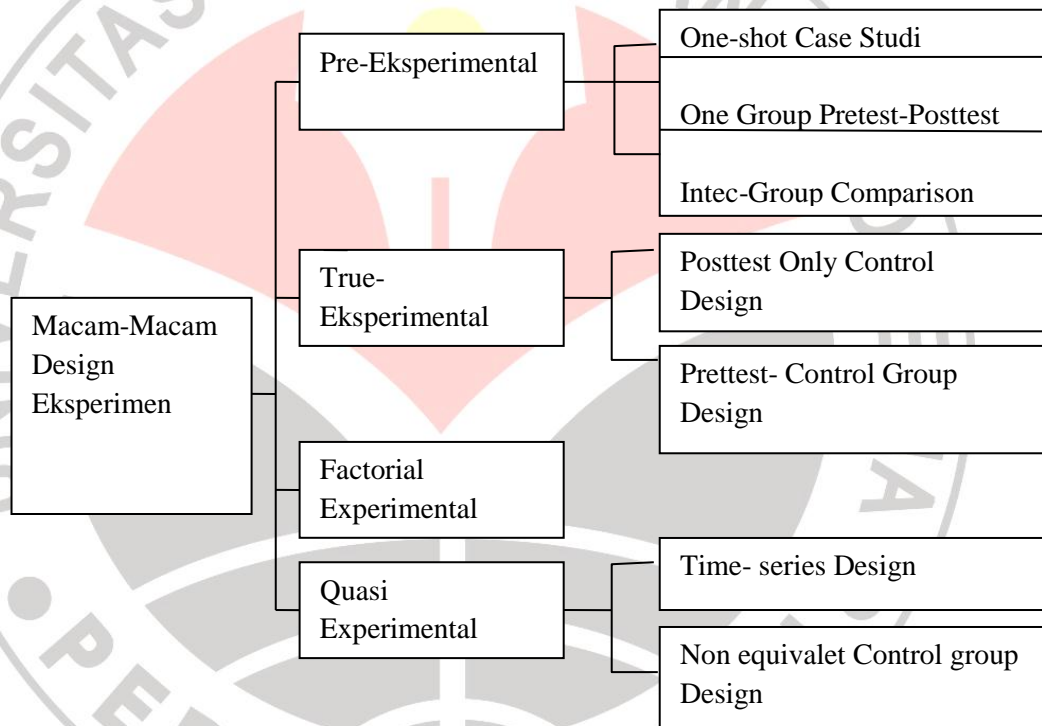 Macam-Macam
Design
Eksperimen
Pre-Eksperimental
One-shot Case Studi
One Group Pretest-Posttest
Intec-Group Comparison
True-
Eksperimental
Posttest Only Control
Design
Prettest- Control Group
Design
Factorial
Experimental
Quasi
Experimental
Time- series Design
Non equivalet Control group
Design